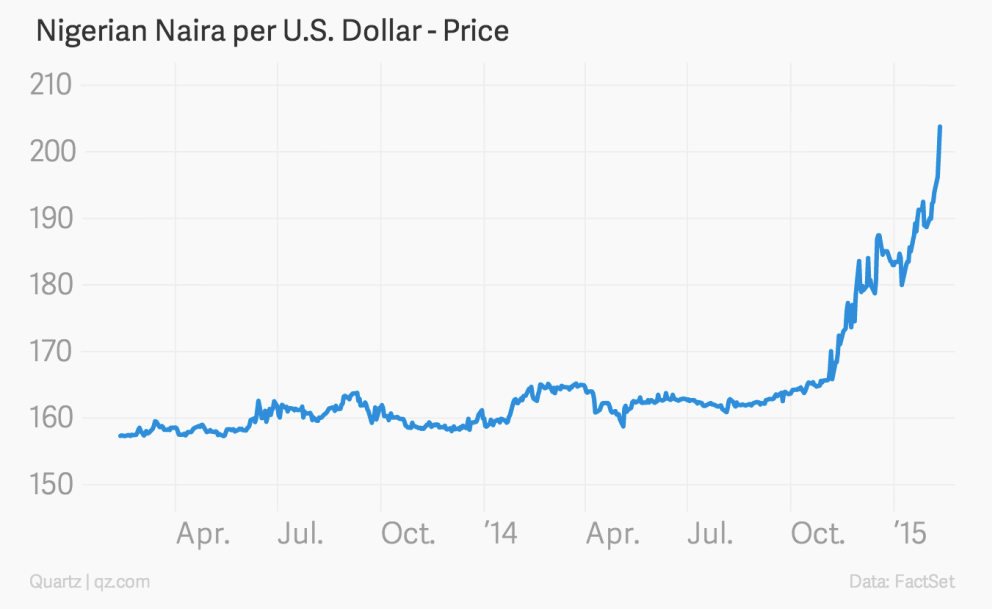 Nigerian Naira per U.S. Dollar - Price
210
200
190
180
170
160
150
Apr. Jul. Oct. ’14 Apr. Jul. Oct. ’15
Quartz | qz.com Data: FactSet